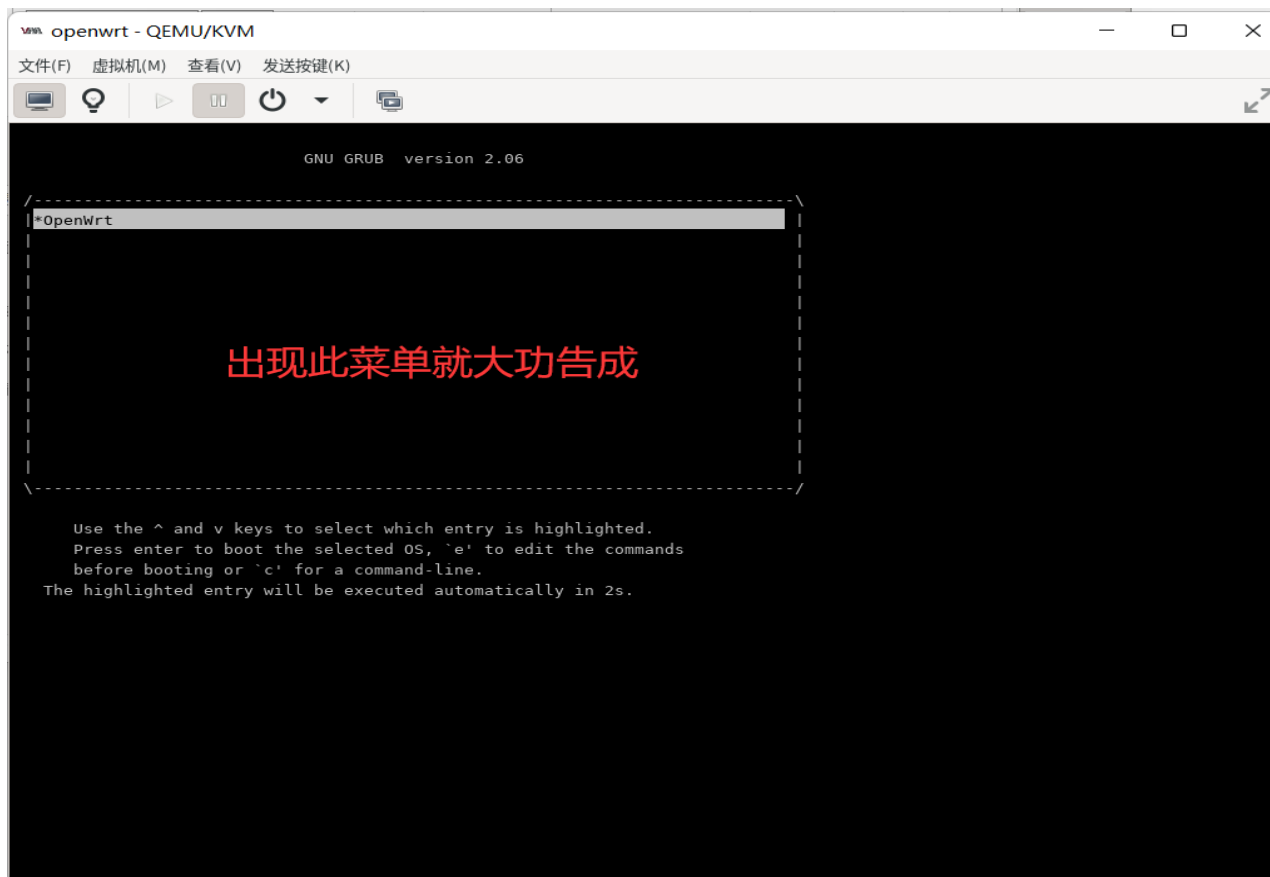 openwrt - QEMU/KVM
文件(F) 虚拟机(M) 查看(V) 发送按键(K)
GNU GRUB version 2.06
*OpenWrt
出现此菜单就大功告成
Use the ^ and v keys to select which entry is highlighted.
Press enter to boot the selected OS, `e' to edit the commands
before booting or `c' for a command-line.
The highlighted entry will be executed automatically in 2s.